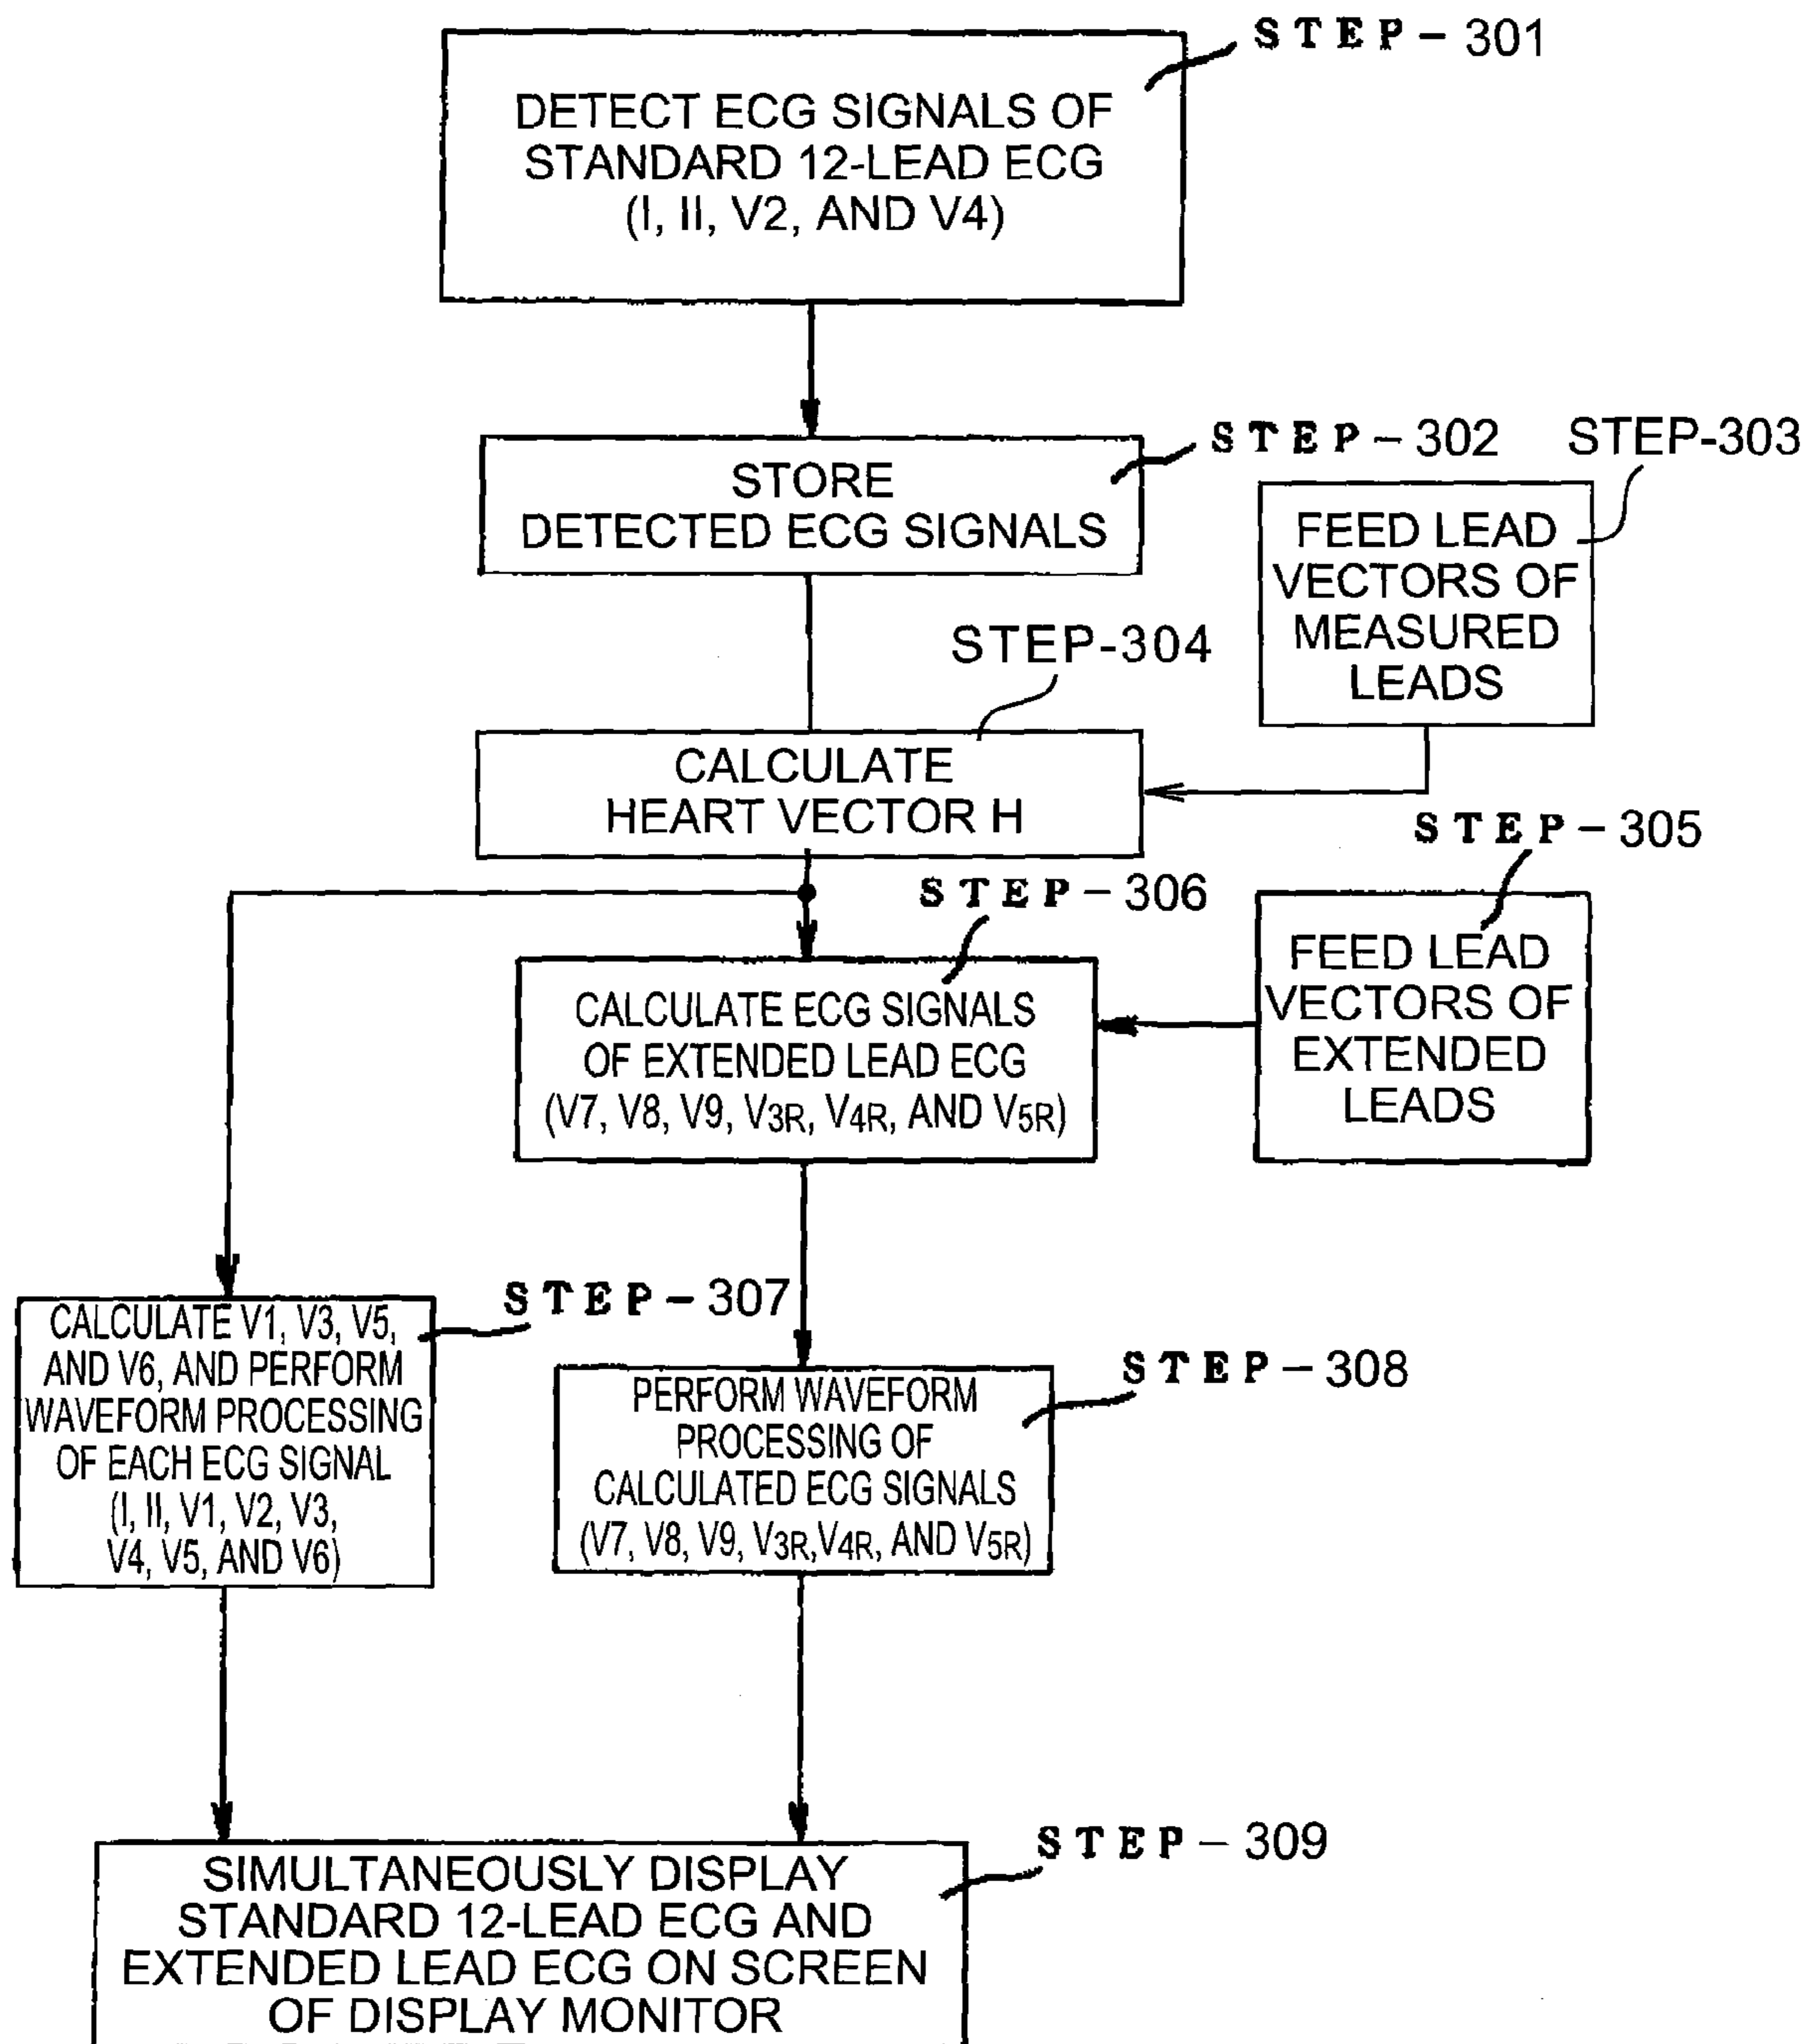 STEP-301
DETECT ECG SIGNALS OF
STANDARD 12-LEAD ECG
(I, II, V2, AND V4)
STEP-302
STORE
DETECTED ECG SIGNALS
STEP-303
FEED LEAD
VECTORS OF
MEASURED
LEADS
STEP-304
CALCULATE
HEART VECTOR H
STEP-305
FEED LEAD
VECTORS OF
EXTENDED
LEADS
STEP-306
CALCULATE ECG SIGNALS
OF EXTENDED LEAD ECG
(V7, V8, V9, V3R, V4R, AND V5R)
STEP-307
CALCULATE V1, V3, V5,
AND V6, AND PERFORM
WAVEFORM PROCESSING
OF EACH ECG SIGNAL
(I, II, V1, V2, V3,
V4, V5, AND V6)
STEP-308
PERFORM WAVEFORM
PROCESSING OF
CALCULATED ECG SIGNALS
(V7, V8, V9, V3R,V4R, AND V5R)
STEP-309
SIMULTANEOUSLY DISPLAY
STANDARD 12-LEAD ECG AND
EXTENDED LEAD ECG ON SCREEN
OF DISPLAY MONITOR